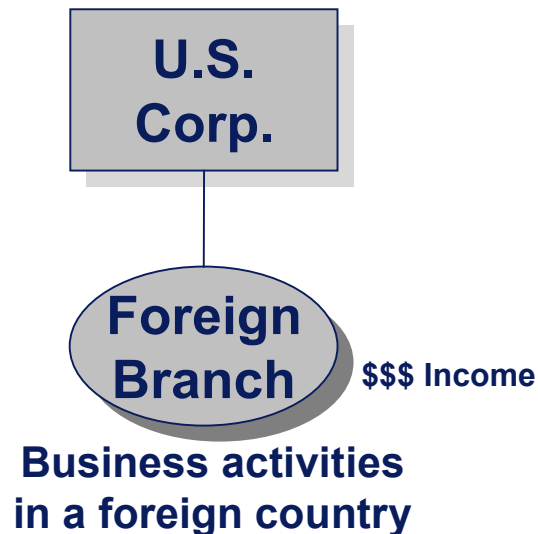 U.S.
Corp.
Foreign
Branch
$$$ Income
Business activities
in a foreign country